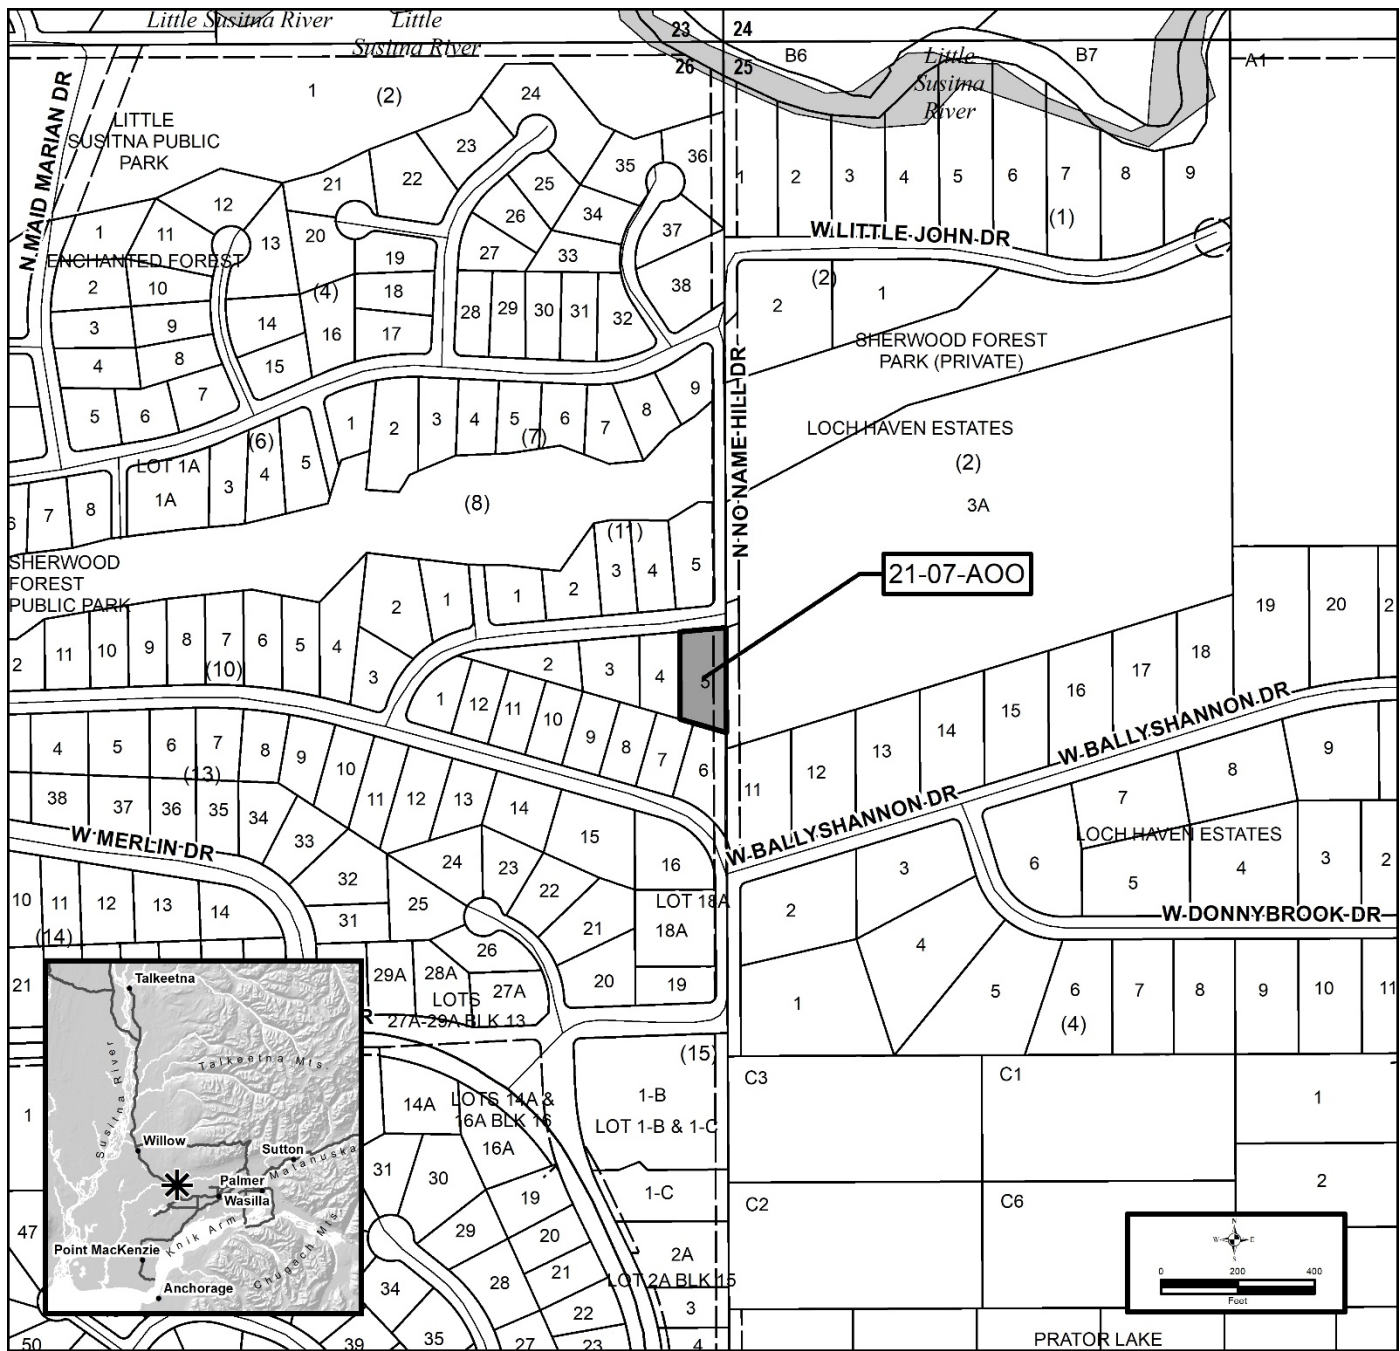 Little Susitna River
Little
Susitna River
23
24
26
25
B6
Little
Susitna
River
B7
A1
N MAID MARIAN DR
LITTLE
SUSITNA PUBLIC
PARK
1
(2)
24
23
22
21
25
26
27
35
36
34
33
37
38
12
1
11
13
20
19
ENCHANTED FOREST
2
10
(4)
18
3
9
14
16
17
4
8
15
28
29
30
31
32
5
6
7
1
2
3
4
5
6
7
8
9
1
2
3
4
5
6
7
8
9
(1)
W LITTLE JOHN DR
(2)
2
1
SHERWOOD FOREST
PARK (PRIVATE)
N NO NAME HILL DR
LOCH HAVEN ESTATES
(2)
3A
(6)
(7)
LOT 1A
1A
3
4
5
6
7
8
(8)
(11)
SHERWOOD
FOREST
PUBLIC PARK
21-07-AOO
2
1
1
2
3
4
5
2
11
10
9
8
7
6
5
4
3
(10)
2
3
4
5
1
12
11
10
9
8
7
6
19
20
2
18
17
16
15
14
13
12
11
W BALLYSHANNON DR
W BALLYSHANNON DR
4
5
6
7
8
9
10
11
12
13
14
15
16
(13)
38
37
36
35
34
33
32
31
W MERLIN DR
24
23
22
25
21
26
20
LOT 18A
18A
19
9
8
7
LOCH HAVEN ESTATES
6
5
4
3
2
3
2
4
1
W DONNYBROOK DR
5
6
7
8
9
10
11
(4)
10
11
12
13
14
(14)
21
29A
28A
27A
LOTS
27A-29A BLK 13
R
(15)
1
47
50
14A
LOTS 14A &
16A BLK 16
16A
1-B
LOT 1-B & 1-C
1-C
31
30
29
19
20
21
28
22
34
35
39
27
23
2A
LOT 2A BLK 15
3
4
C3
C1
C2
C6
1
2
PRATOR LAKE
Talkeetna
Susitna River
Talkeetna Mts.
Willow
Sutton
Matanuska
Palmer
Wasilla
Knik Arm
Point MacKenzie
Chugach Mts.
Anchorage
N
W
E
S
0
200
400
Feet